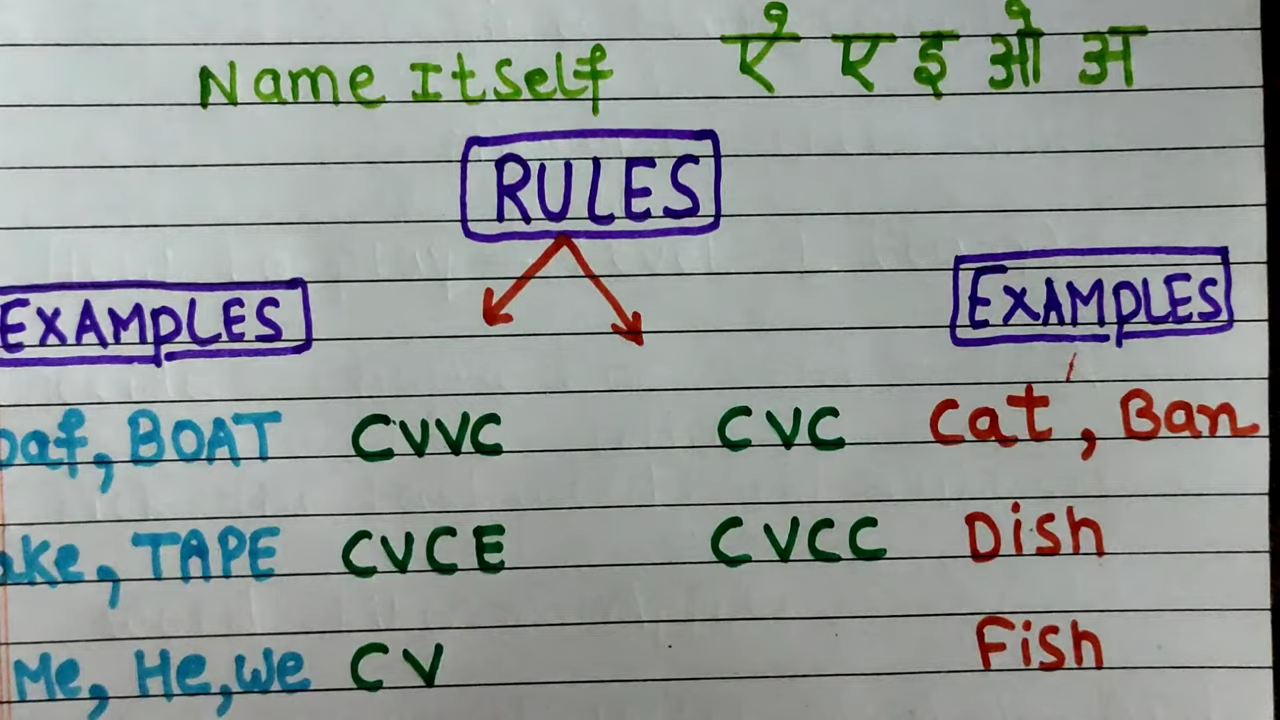 Name Itself ऐ ए इ ऑ अ
RULES
EXAMPLES EXAMPLES
BOAT CVVC CVC Cat, Ban
TAPE CVCE CVCC Dish
Me, He, We CV Fish